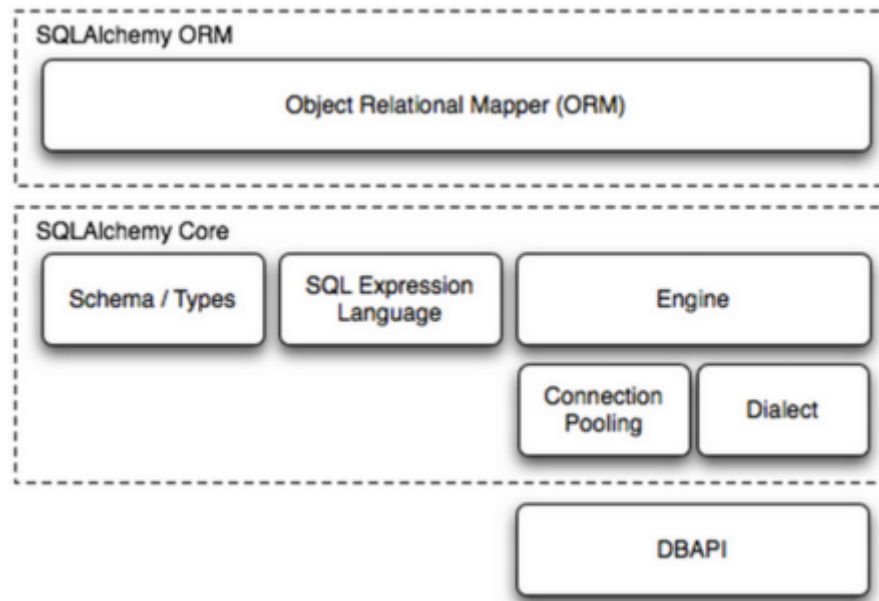 SQLAlchemy ORM
Object Relational Mapper (ORM)
SQLAlchemy Core
Schema / Types
SQL Expression
Language
Engine
Connection
Pooling
Dialect
DBAPI